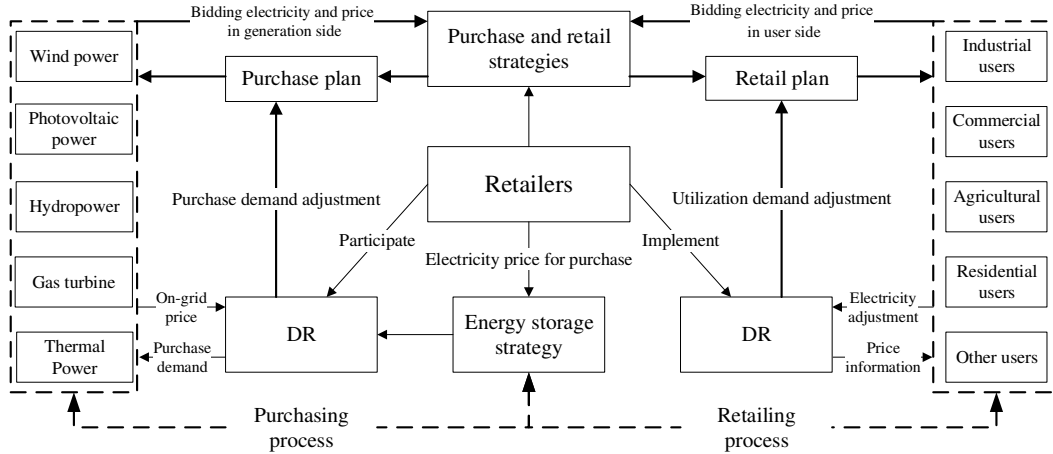 Bidding electricity and price
in generation side
Purchase and retail
strategies
Bidding electricity and price
in user side
Wind power
Purchase plan
Retail plan
Industrial
users
Photovoltaic
power
Commercial
users
Retailers
Hydropower
Purchase demand adjustment
Utilization demand adjustment
Agricultural
users
Participate
Implement
Electricity price for purchase
Gas turbine
Residential
users
On-grid
price
DR
Energy storage
strategy
DR
Electricity
adjustment
Thermal
Power
Purchase
demand
Price
information
Other users
Purchasing
process
Retailing
process